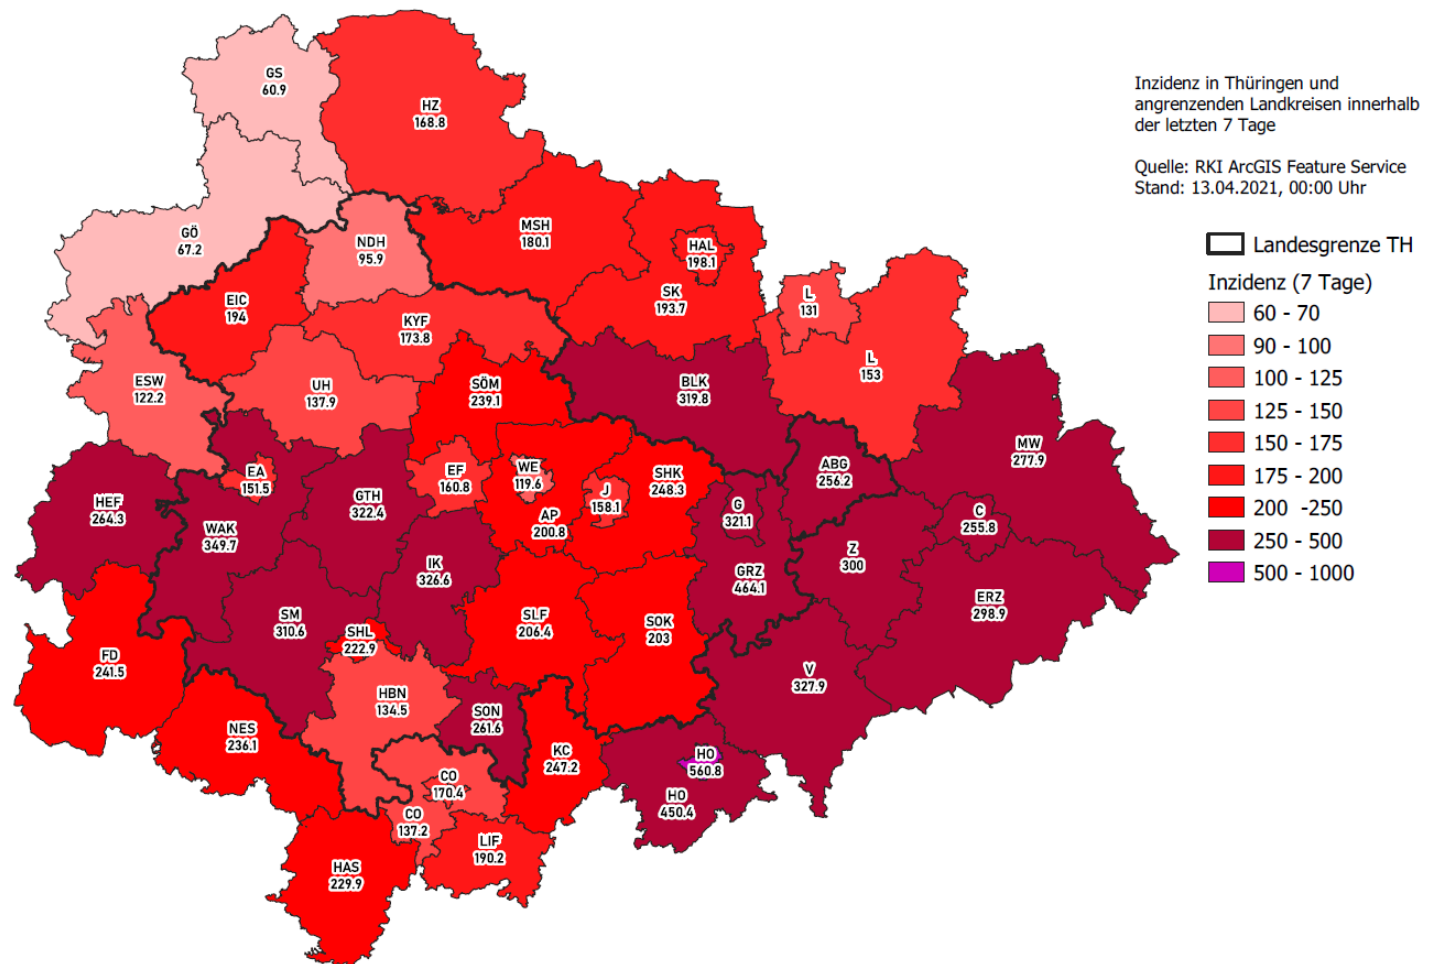 Inzidenz in Thüringen und
angrenzenden Landkreisen innerhalb
der letzten 7 Tage
Quelle: RKI ArcGIS Feature Service
Stand: 13.04.2021, 00:00 Uhr
Landesgrenze TH
Inzidenz (7 Tage)
60 - 70
90 - 100
100 - 125
125 - 150
150 - 175
175 - 200
200 -250
250 - 500
500 - 1000
GS
60.9
HZ
168.8
GÖ
67.2
NDH
95.9
MSH
180.1
HAL
198.1
SK
193.7
L
131
EIC
194
KYF
173.8
L
153
ESW
122.2
UH
137.9
SÖM
239.1
BLK
319.8
MW
277.9
EA
151.5
EF
160.8
WE
119.6
SHK
248.3
ABG
256.2
HEF
264.3
GTH
322.4
J
158.1
G
321.1
C
255.8
WAK
349.7
AP
200.8
Z
300
IK
326.6
GRZ
464.1
ERZ
298.9
SM
310.6
SLF
206.4
SOK
203
SHL
222.9
FD
241.5
V
327.9
HBN
134.5
SON
261.6
NES
236.1
KC
247.2
HO
560.8
CO
170.4
HO
450.4
CO
137.2
LIF
190.2
HAS
229.9